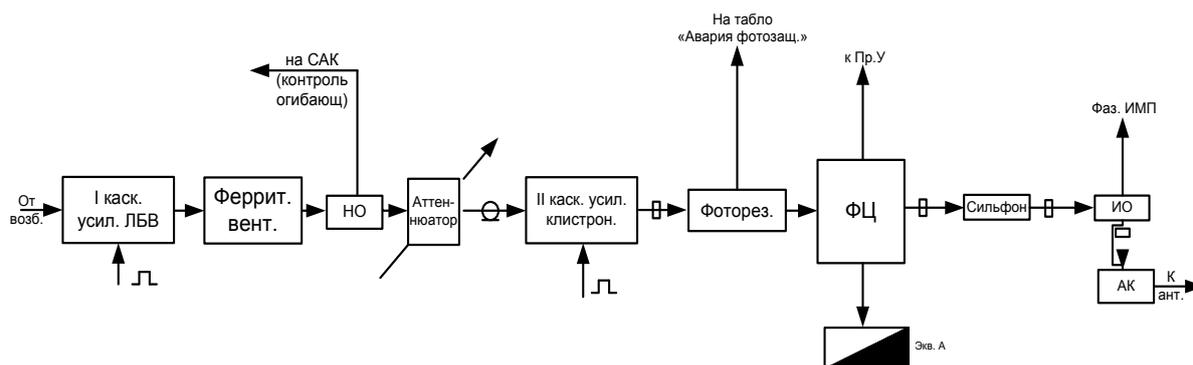 На табло
«Авария фотозащ.»
на САК
(контроль
огибающ)
к Пр.У
Фаз. ИМП
От
возб.
I каск.
усил. ЛБВ
Феррит.
вент.
НО
Аттен-
нюатор
II каск. усил.
клистрон.
Фоторез.
ФЦ
Сильфон
ИО
АК
К
ант.
Экв. А